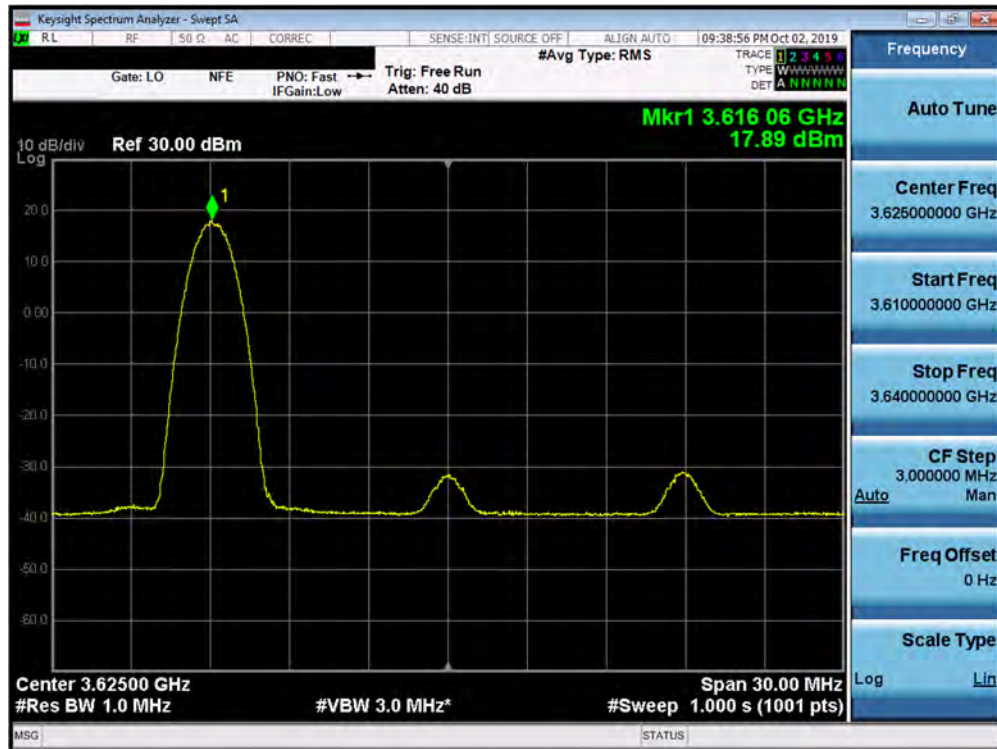 Keysight Spectrum Analyzer - Swept SA
LXI RL RF 50 Ω AC CORREC SENSE:INT SOURCE OFF ALIGN AUTO 09:38:56 PM Oct 02, 2019
#Avg Type: RMS
TRACE 1 2 3 4 5 6
TYPE WWWWWW
DET A N N N N N
Gate: LO NFE PNO: Fast Trig: Free Run
IFGain:Low Atten: 40 dB
Mkr1 3.616 06 GHz
17.89 dBm
10 dB/div Ref 30.00 dBm
Log
1
20.0
10.0
0.00
-10.0
-20.0
-30.0
-40.0
-50.0
-60.0
Center 3.62500 GHz Span 30.00 MHz
#Res BW 1.0 MHz #VBW 3.0 MHz* #Sweep 1.000 s (1001 pts)
MSG STATUS
Frequency
Auto Tune
Center Freq
3.625000000 GHz
Start Freq
3.610000000 GHz
Stop Freq
3.640000000 GHz
CF Step
3.000000 MHz
Auto Man
Freq Offset
0 Hz
Scale Type
Log Lin